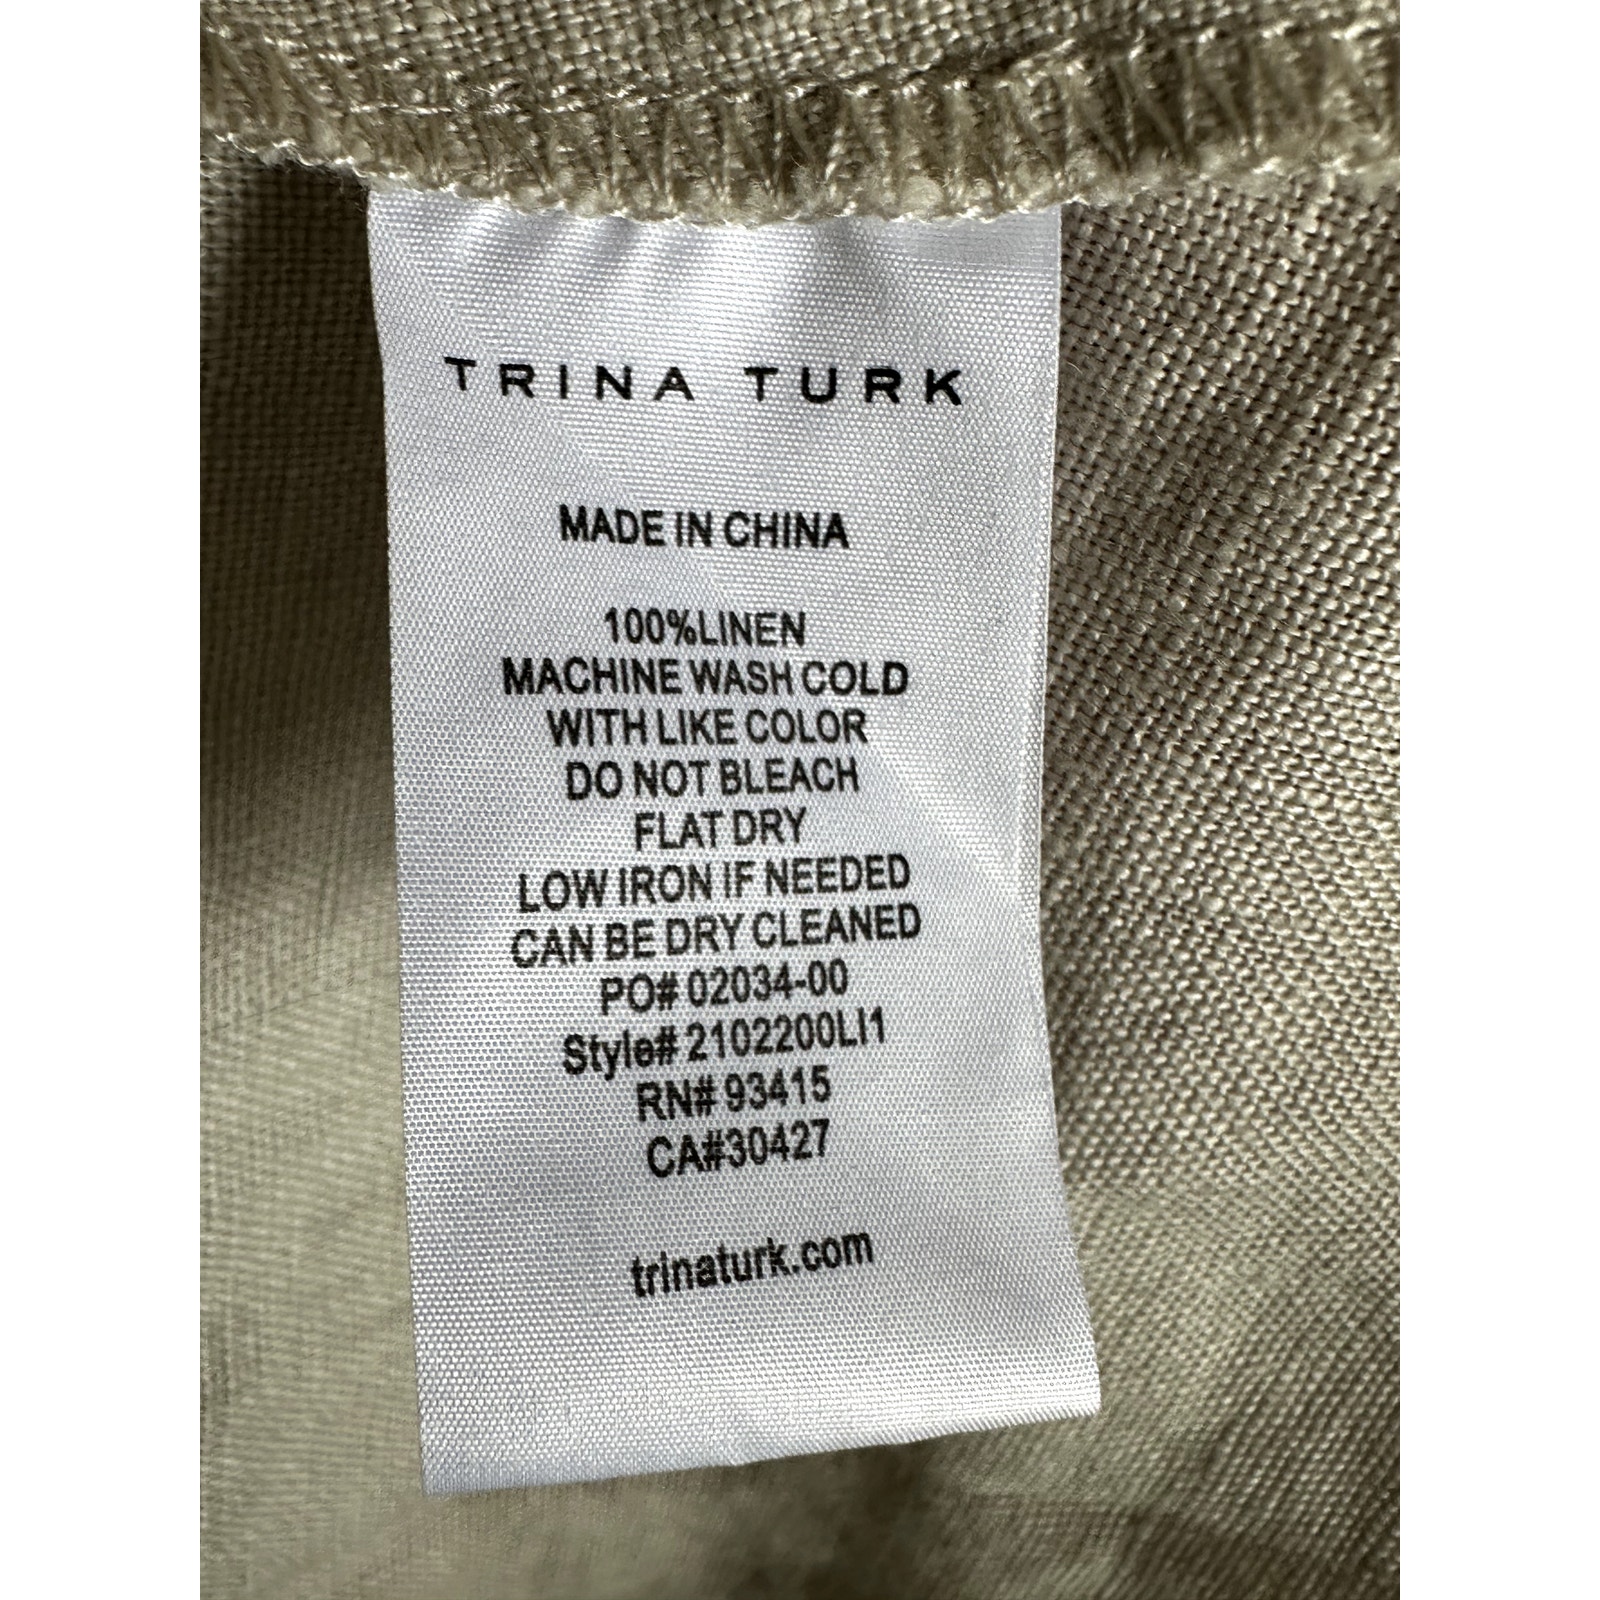 TRINA TURK
MADE IN CHINA
100%LINEN
MACHINE WASH COLD
WITH LIKE COLOR
DO NOT BLEACH
FLAT DRY
LOW IRON IF NEEDED
CAN BE DRY CLEANED
PO# 02034-00
Style# 2102200LI1
RN# 93415
CA#30427
trinaturk.com